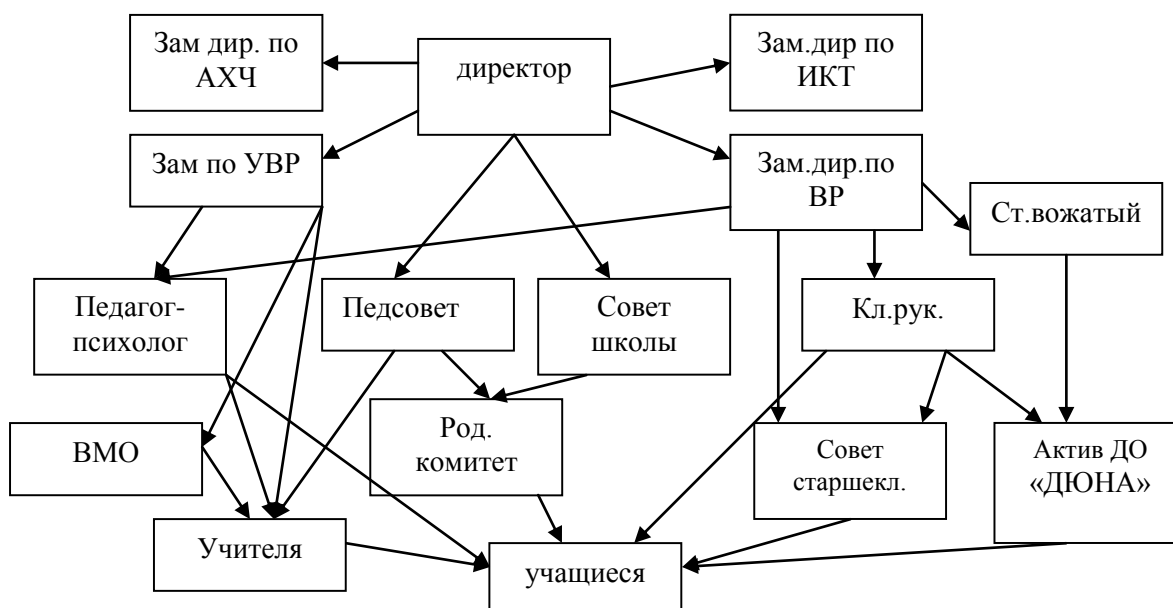 Зам дир. по
АХЧ
директор
Зам.дир по
ИКТ
Зам по УВР
Зам.дир.по
ВР
Ст.вожатый
Педагог-
психолог
Педсовет
Совет
школы
Кл.рук.
ВМО
Род.
комитет
Совет
старшекл.
Актив ДО
«ДЮНА»
Учителя
учащиеся